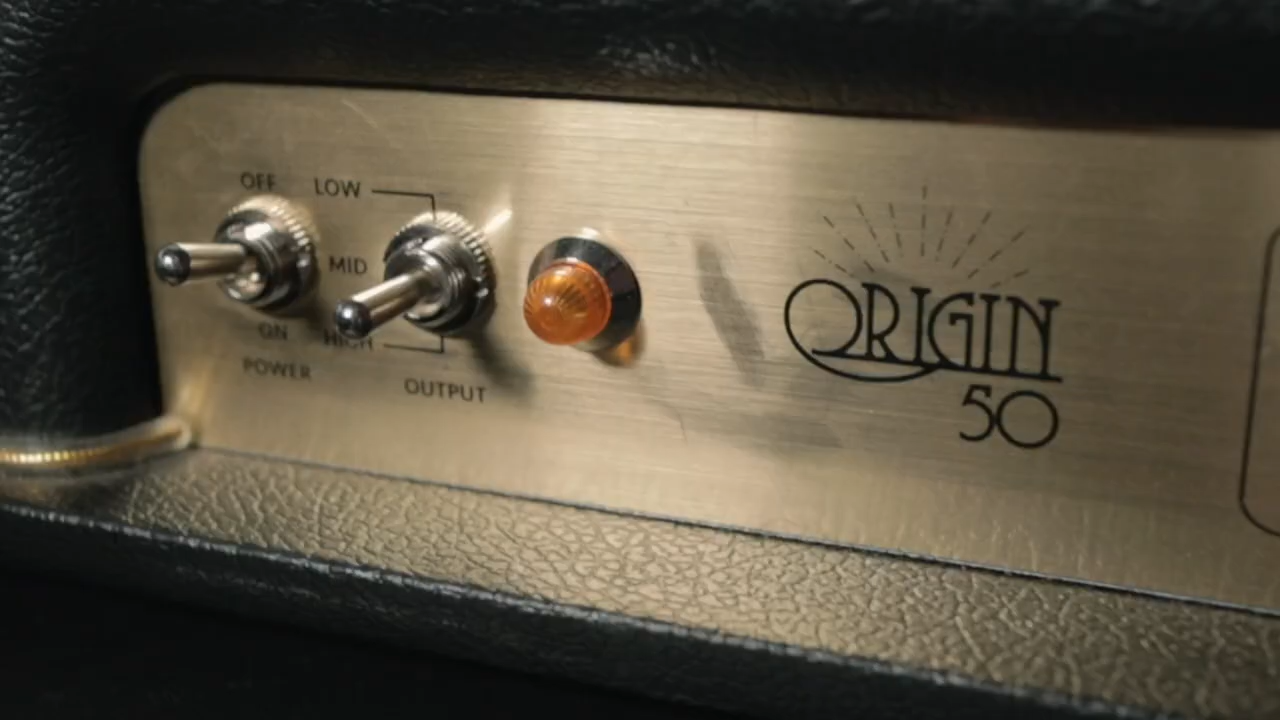 OFF LOW
MID
ON HIGH
POWER
OUTPUT
ORIGIN
50